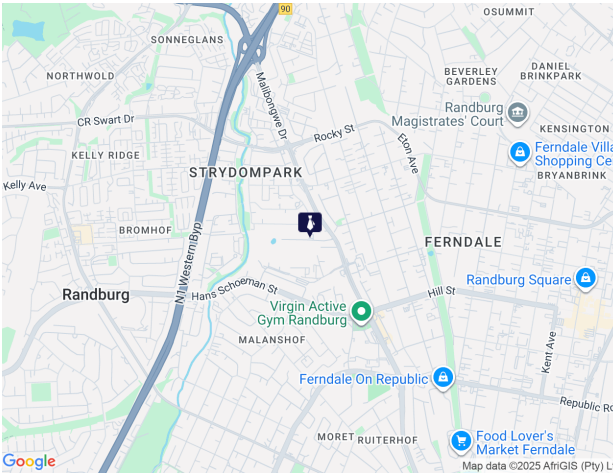 OSUMMIT
90
SONNEGLANS
DANIEL
BRINKPARK
BEVERLEY
GARDENS
NORTHWOLD
Malibongwe Dr
Randburg
Magistrates' Court
CR Swart Dr
Rocky St
KENSINGTON
Eton Ave
Ferndale Villa
Shopping Ce
KELLY RIDGE
BRYANBRINK
STRYDOMPARK
Kelly Ave
BROMHOF
FERNDALE
N1 Western Byp
Randburg Square
Randburg
Hans Schoeman St
Hill St
Virgin Active
Gym Randburg
MALANSHOF
Kent Ave
Ferndale On Republic
Republic Ro
MORET
RUITERHOF
Food Lover's
Market Ferndale
Google
Map data ©2025 AfriGIS (Pty) L